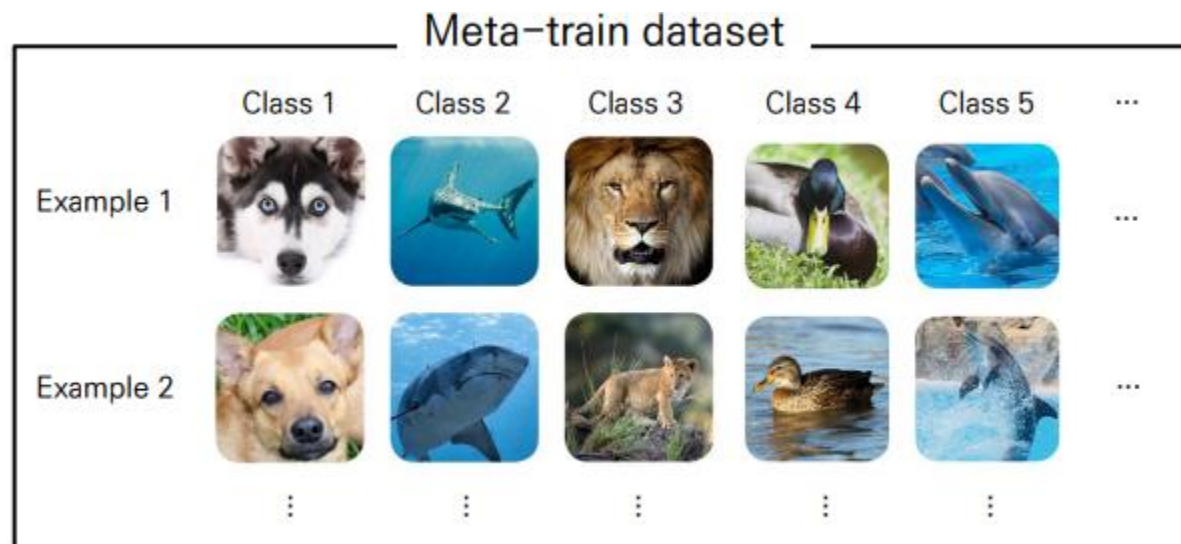 Meta-train dataset
Class 1 Class 2 Class 3 Class 4 Class 5 ...
Example 1 ...
Example 2 ...
⋮ ⋮ ⋮ ⋮ ⋮